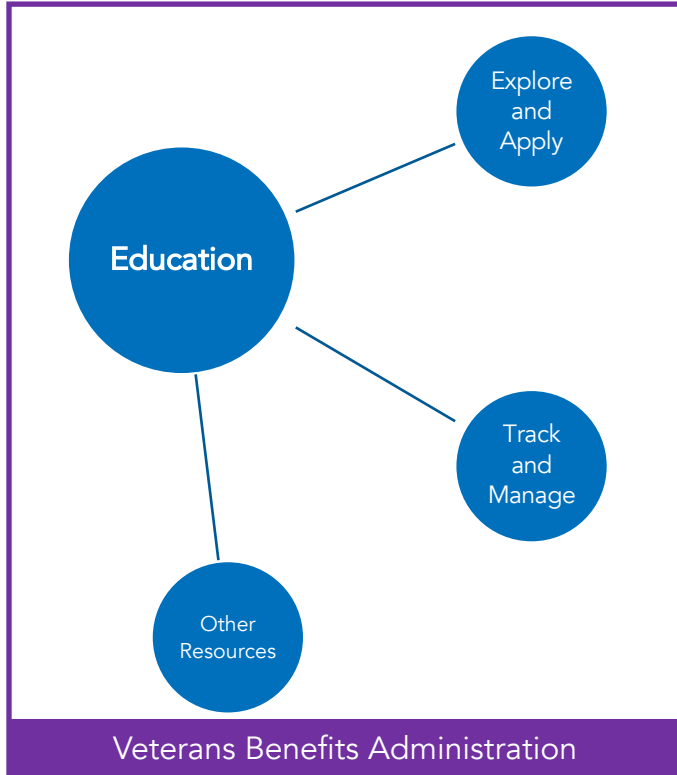 Explore
and
Apply
Education
Track
and
Manage
Other
Resources
Veterans Benefits Administration